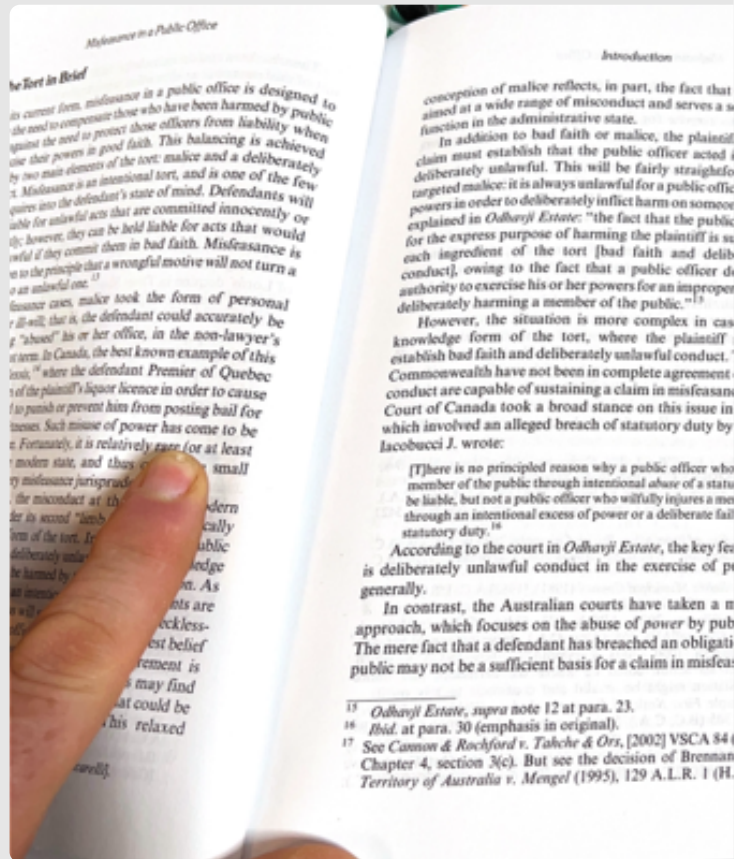 Misfeasance in a Public Office
he Tort in Brief
its current form, misfeasance in a public office is designed to
the need to compensate those who have been harmed by public
against the need to protect those officers from liability when
their powers in good faith. This balancing is achieved
by two main elements of the tort: malice and a deliberately
Misfeasance is an intentional tort, and is one of the few
quires into the defendant's state of mind. Defendants will
for unlawful acts that are committed innocently or
however, they can be held liable for acts that would
wful if they commit them in bad faith. Misfeasance is
to the principle that a wrongful motive will not turn a
an unlawful one.
feasance cases, malice took the form of personal
ill-will; that is, the defendant could accurately be
"abused" his or her office, in the non-lawyer's
term. In Canada, the best known example of this
where the defendant Premier of Quebec
of the plaintiff's liquor licence in order to cause
to punish or prevent him from posting bail for
Such misuse of power has come to be
Fortunately, it is relatively rare (or at least
modern state, and thus small
misfeasance
the misconduct at dern
its second cally
form of the tort. ublic
deliberately edge
be harmed by n. As
nts are
ckless-
est belief
rement is
may find
at could be
his relaxed
Introduction
conception of malice reflects, in part, the fact that
aimed at a wide range of misconduct and serves a
function in the administrative state.
In addition to bad faith or malice, the plaintif
claim must establish that the public officer acted
deliberately unlawful. This will be fairly straightfo
targeted malice: it is always unlawful for a public offic
powers in order to deliberately inflict harm on someo
explained in Odhavji Estate: "the fact that the public
for the express purpose of harming the plaintiff is su
each ingredient of the tort [bad faith and delib
conduct], owing to the fact that a public officer d
authority to exercise his or her powers for an improper
deliberately harming a member of the public."15
However, the situation is more complex in cas
knowledge form of the tort, where the plaintiff
establish bad faith and deliberately unlawful conduct.
Commonwealth have not been in complete agreement
conduct are capable of sustaining a claim in misfeasan
Court of Canada took a broad stance on this issue in
which involved an alleged breach of statutory duty by
Iacobucci J. wrote:
[T]here is no principled reason why a public officer who
member of the public through intentional abuse of a statu
be liable, but not a public officer who wilfully injures a me
through an intentional excess of power or a deliberate fail
statutory duty.16
According to the court in Odhavji Estate, the key fea
is deliberately unlawful conduct in the exercise of p
generally.
In contrast, the Australian courts have taken a m
approach, which focuses on the abuse of power by pub
The mere fact that a defendant has breached an obligati
public may not be a sufficient basis for a claim in misfeas
15 Odhavji Estate, supra note 12 at para. 23.
16 Ibid. at para. 30 (emphasis in original).
17 See Cannon & Rochford v. Tahche & Ors, [2002] VSCA 84 (
Chapter 4, section 3(c). But see the decision of Brennan
Territory of Australia v. Mengel (1995), 129 A.L.R. 1 (H.